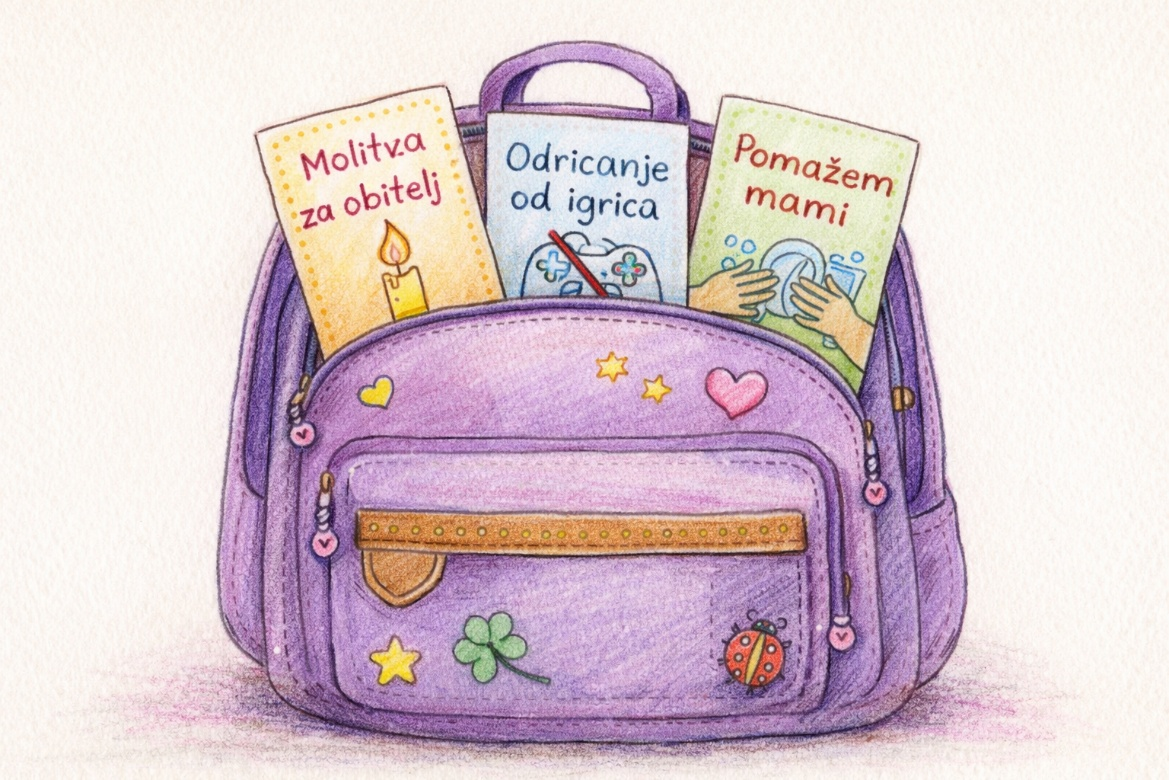 Molitva
za obitelj
Odricanje
od igrica
Pomažem
mami